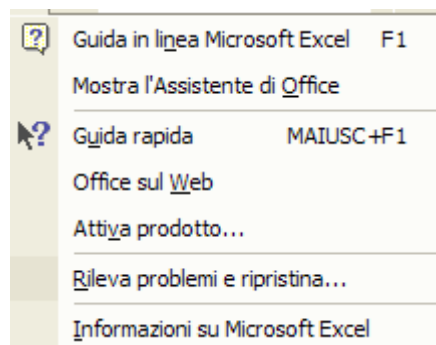 Guida in linea Microsoft Excel F1
Mostra l'Assistente di Office
Guida rapida MAIUSC+F1
Office sul Web
Attiva prodotto...
Rileva problemi e ripristina...
Informazioni su Microsoft Excel